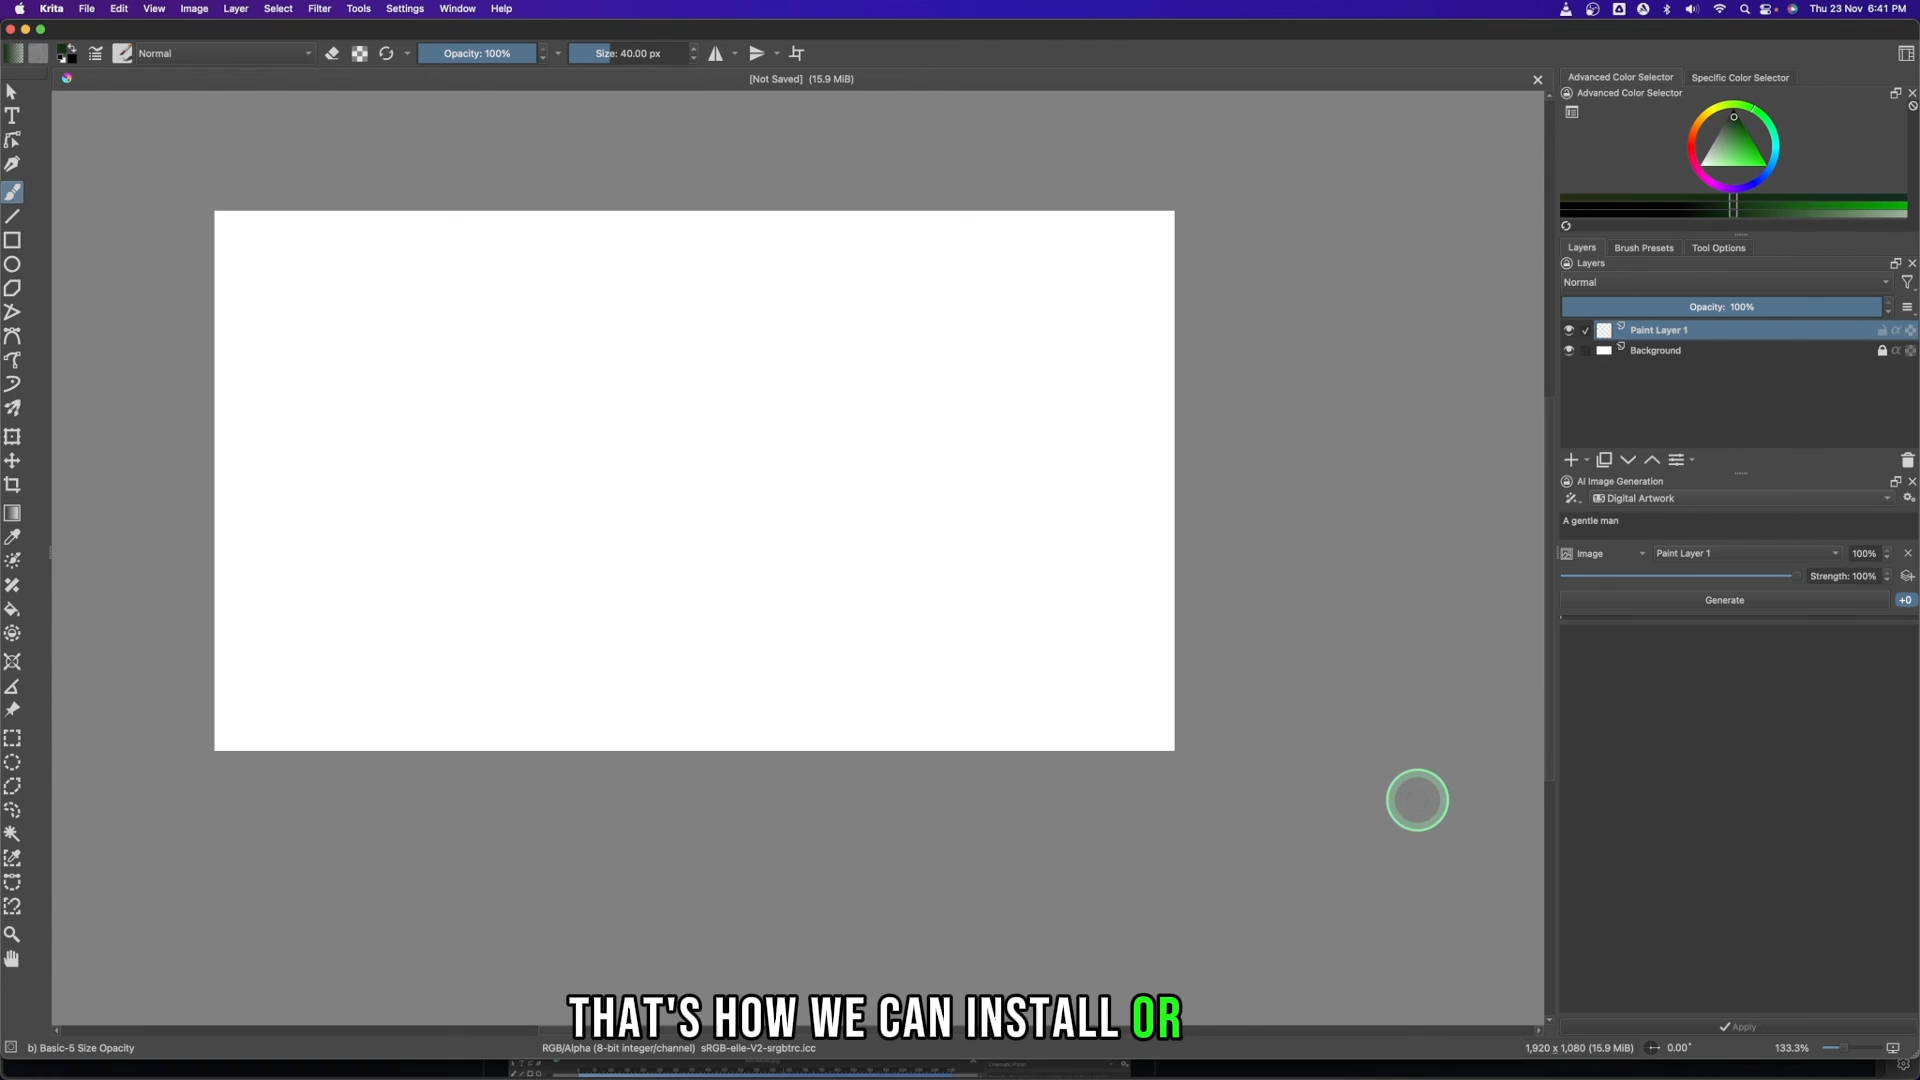 Krita File Edit View Image Layer Select Filter Tools Settings Window Help
Thu 23 Nov 6:41 PM
Normal
Opacity: 100%
Size: 40.00 px
[Not Saved] (15.9 MiB)
Advanced Color Selector
Specific Color Selector
Advanced Color Selector
Layers
Brush Presets
Tool Options
Layers
Normal
Opacity: 100%
Paint Layer 1
Background
AI Image Generation
Digital Artwork
A gentle man
Image
Paint Layer 1
100%
Strength: 100%
Generate
+0
THAT'S HOW WE CAN INSTALL OR
Apply
b) Basic-5 Size Opacity
RGB/Alpha (8-bit integer/channel) sRGB-elle-V2-srgbtrc.icc
1,920 x 1,080 (15.9 MiB)
0.00°
133.3%